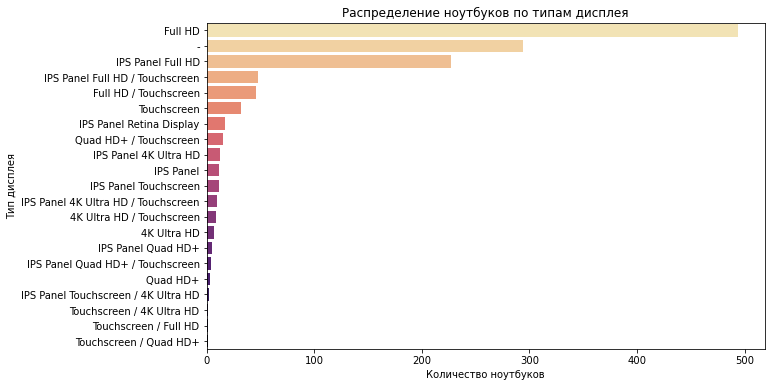 Распределение ноутбуков по типам дисплея
Тип дисплея
Full HD
-
IPS Panel Full HD
IPS Panel Full HD / Touchscreen
Full HD / Touchscreen
Touchscreen
IPS Panel Retina Display
Quad HD+ / Touchscreen
IPS Panel 4K Ultra HD
IPS Panel
IPS Panel Touchscreen
IPS Panel 4K Ultra HD / Touchscreen
4K Ultra HD / Touchscreen
4K Ultra HD
IPS Panel Quad HD+
IPS Panel Quad HD+ / Touchscreen
Quad HD+
IPS Panel Touchscreen / 4K Ultra HD
Touchscreen / 4K Ultra HD
Touchscreen / Full HD
Touchscreen / Quad HD+
0 100 200 300 400 500
Количество ноутбуков